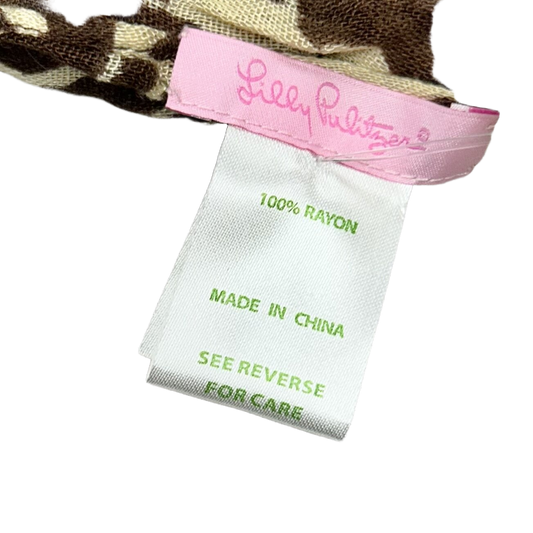 Lilly Pulitzer®
100% RAYON
MADE IN CHINA
SEE REVERSE
FOR CARE